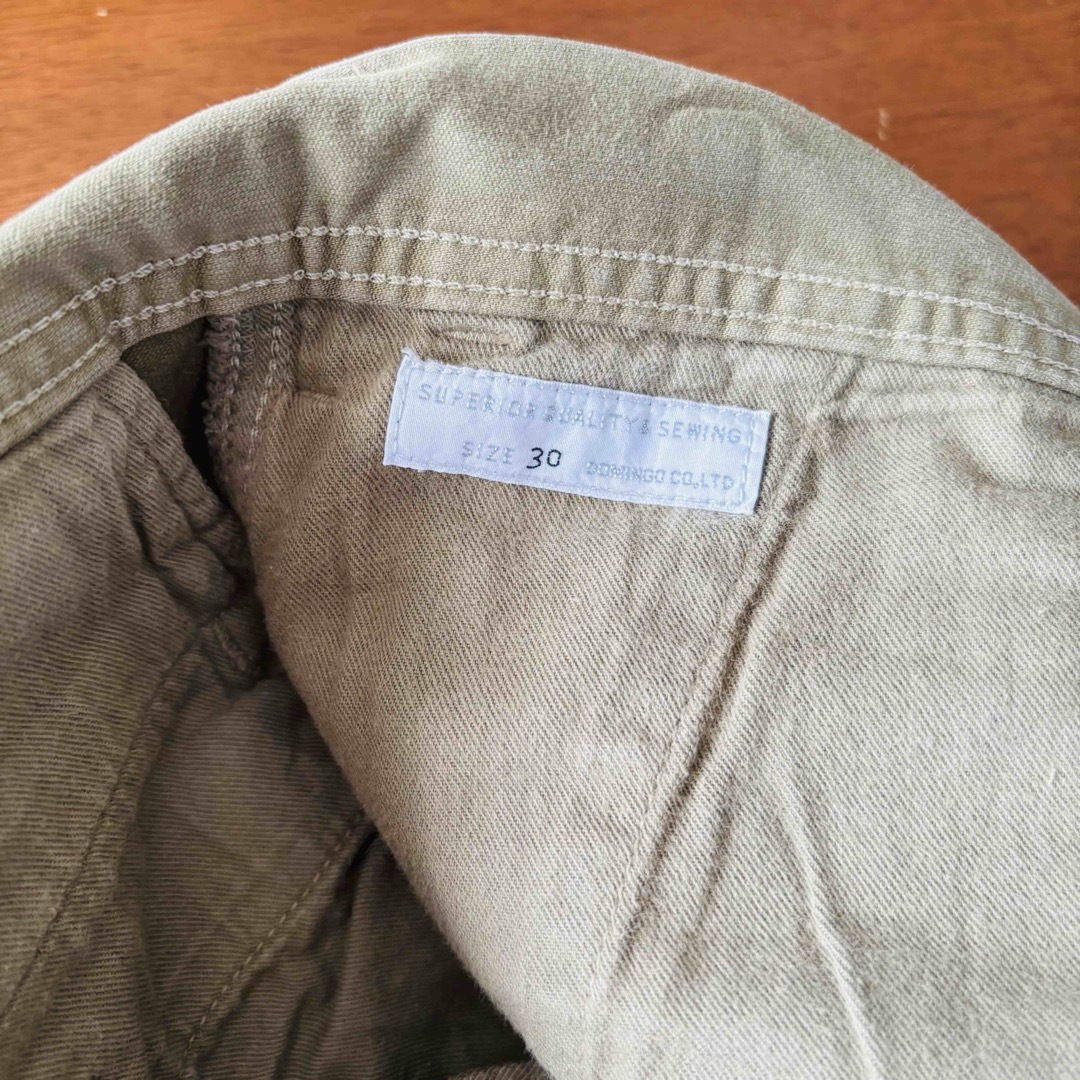 SUPERIOR QUALITY & SEWING
SIZE 30 DOMINGO CO.,LTD